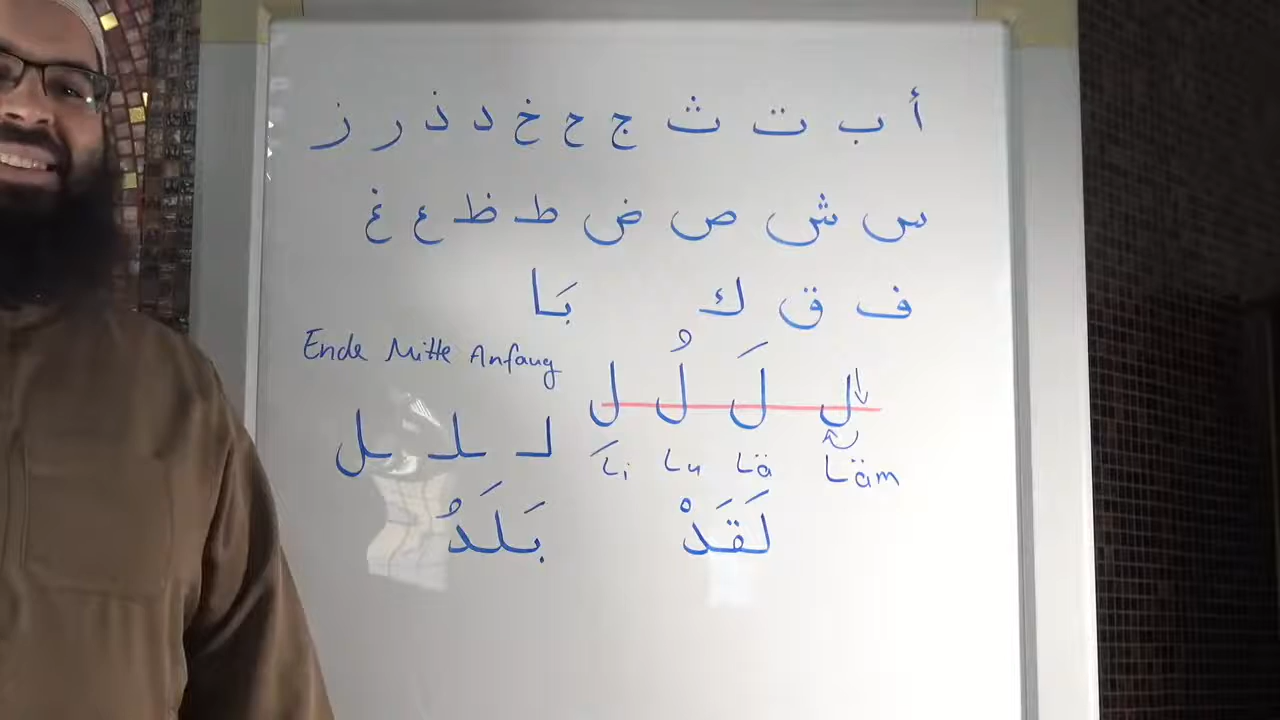 أ ب ت ث ج ح خ د ذ ر ز
س ش ص ض ط ظ ع غ
ف ق ك بَا
Ende Mitte Anfang
ل لَ لُ لِ
لـ ـلـ ـل
Läm Lä Lu Li
لَقَدْ بَلَدُ